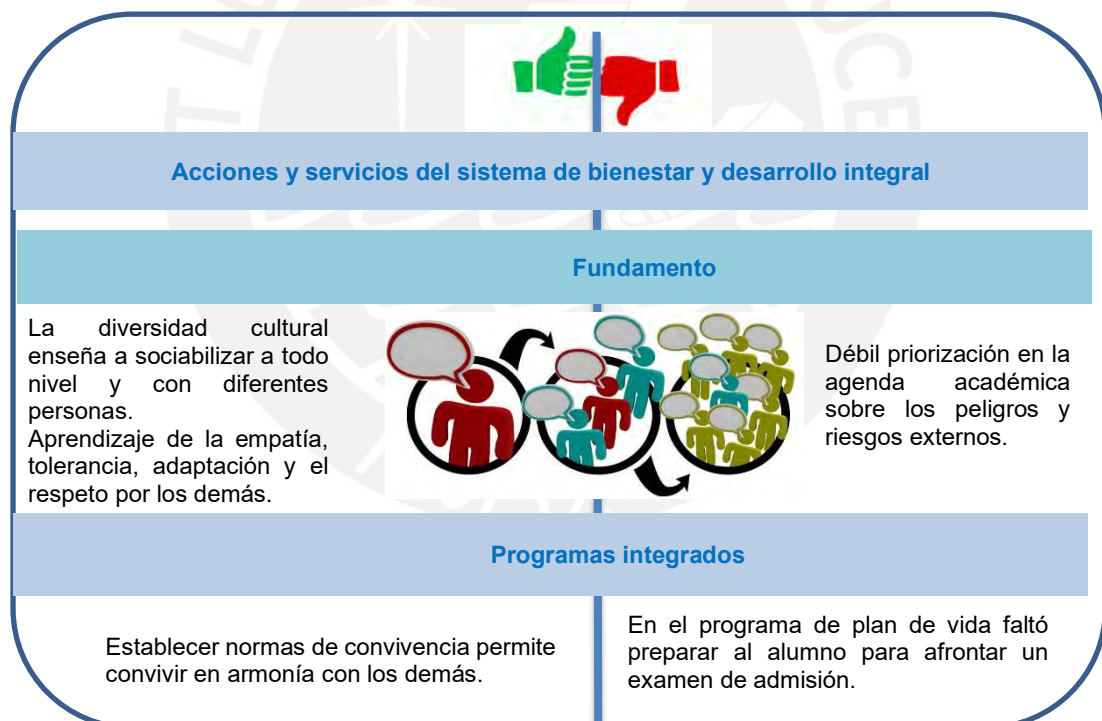 Acciones y servicios del sistema de bienestar y desarrollo integral
Fundamento
La diversidad cultural
enseña a sociabilizar a todo
nivel y con diferentes
personas.
Aprendizaje de la empatía,
tolerancia, adaptación y el
respeto por los demás.
Débil priorización en la
agenda académica
sobre los peligros y
riesgos externos.
Programas integrados
Establecer normas de convivencia permite
convivir en armonía con los demás.
En el programa de plan de vida faltó
preparar al alumno para afrontar un
examen de admisión.